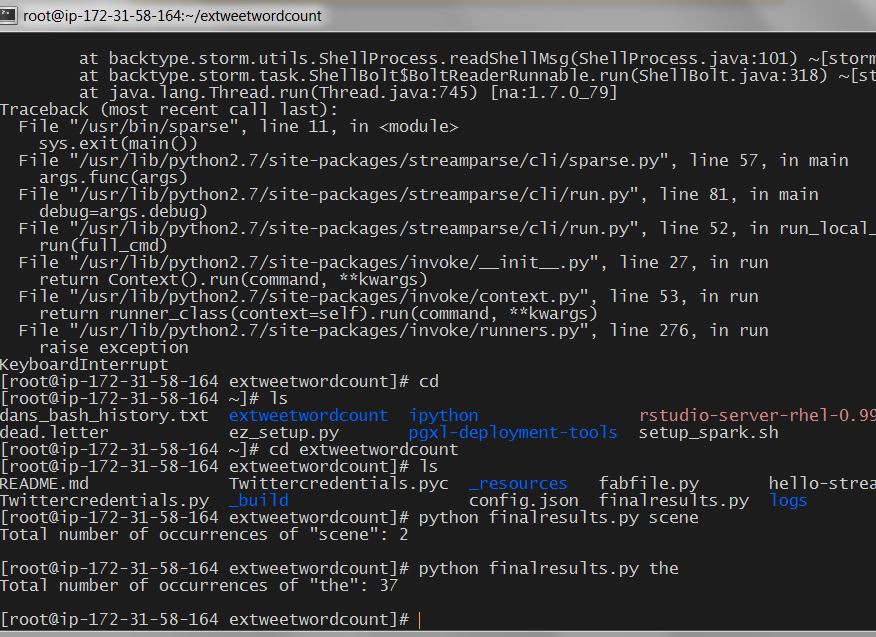 root@ip-172-31-58-164:~/extweetwordcount
at backtype.storm.utils.ShellProcess.readShellMsg(ShellProcess.java:101) ~[storm
at backtype.storm.task.ShellBolt$BoltReaderRunnable.run(ShellBolt.java:318) ~[st
at java.lang.Thread.run(Thread.java:745) [na:1.7.0_79]
Traceback (most recent call last):
File "/usr/bin/sparse", line 11, in <module>
sys.exit(main())
File "/usr/lib/python2.7/site-packages/streamparse/cli/sparse.py", line 57, in main
args.func(args)
File "/usr/lib/python2.7/site-packages/streamparse/cli/run.py", line 81, in main
debug=args.debug)
File "/usr/lib/python2.7/site-packages/streamparse/cli/run.py", line 52, in run_local_
run(full_cmd)
File "/usr/lib/python2.7/site-packages/invoke/__init__.py", line 27, in run
return Context().run(command, **kwargs)
File "/usr/lib/python2.7/site-packages/invoke/context.py", line 53, in run
return runner_class(context=self).run(command, **kwargs)
File "/usr/lib/python2.7/site-packages/invoke/runners.py", line 276, in run
raise exception
KeyboardInterrupt
[root@ip-172-31-58-164 extweetwordcount]# cd
[root@ip-172-31-58-164 ~]# ls
dans_bash_history.txt extweetwordcount ipython rstudio-server-rhel-0.99
dead.letter ez_setup.py pgxl-deployment-tools setup_spark.sh
[root@ip-172-31-58-164 ~]# cd extweetwordcount
[root@ip-172-31-58-164 extweetwordcount]# ls
README.md Twittercredentials.pyc _resources fabfile.py hello-strea
Twittercredentials.py _build config.json finalresults.py logs
[root@ip-172-31-58-164 extweetwordcount]# python finalresults.py scene
Total number of occurrences of "scene": 2
[root@ip-172-31-58-164 extweetwordcount]# python finalresults.py the
Total number of occurrences of "the": 37
[root@ip-172-31-58-164 extweetwordcount]#